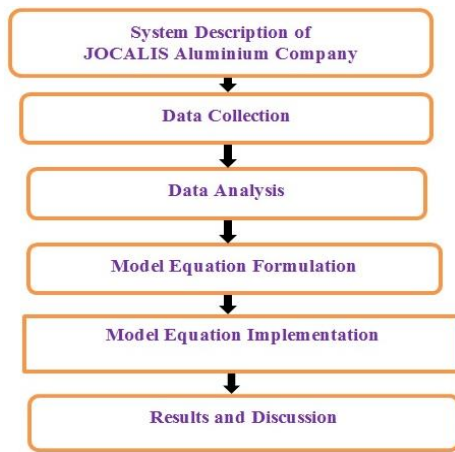 System Description of
JOCALIS Aluminium Company
Data Collection
Data Analysis
Model Equation Formulation
Model Equation Implementation
Results and Discussion